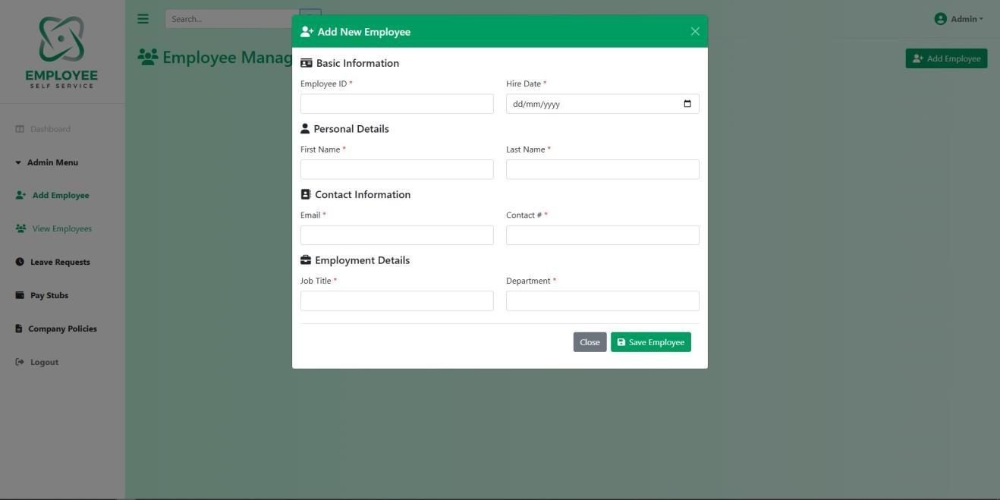 EMPLOYEE
SELF SERVICE
Dashboard
Admin Menu
Add Employee
View Employees
Leave Requests
Pay Stubs
Company Policies
Logout
Search...
Admin
Employee Manag
Add Employee
Add New Employee
Basic Information
Employee ID * Hire Date *
dd/mm/yyyy
Personal Details
First Name * Last Name *
Contact Information
Email * Contact # *
Employment Details
Job Title * Department *
Close Save Employee